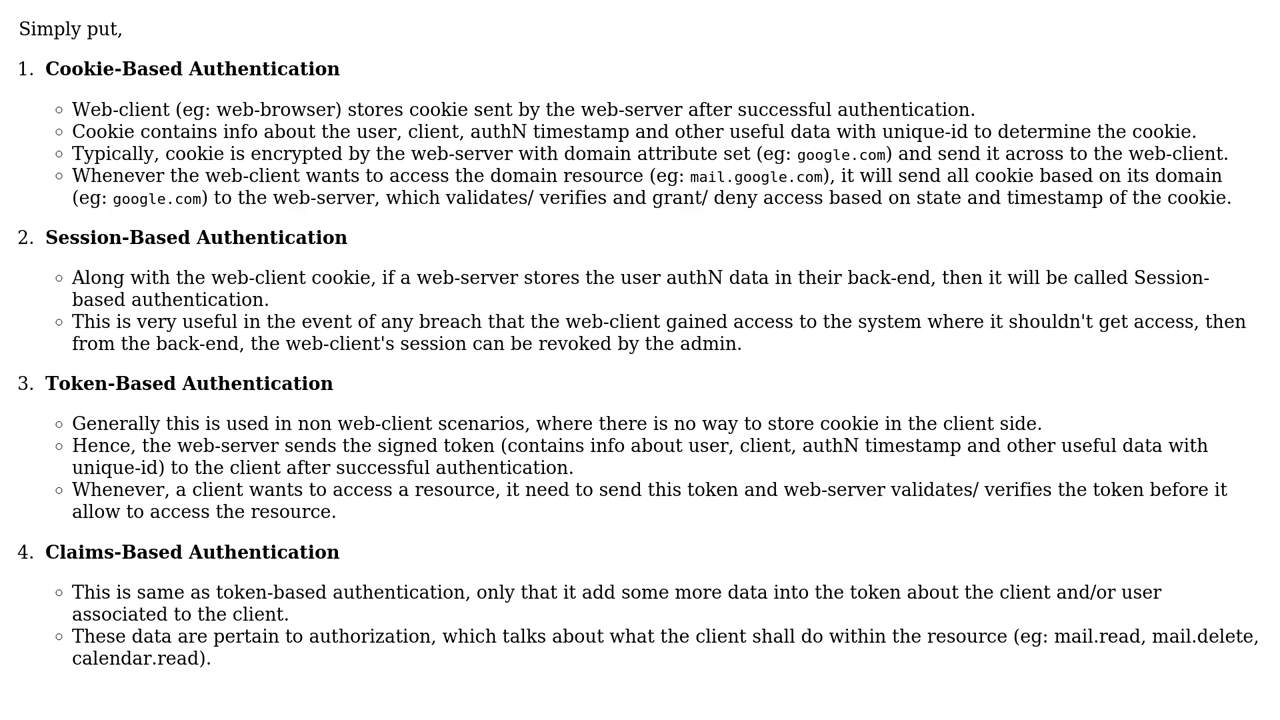 Simply put,
1. Cookie-Based Authentication
◦ Web-client (eg: web-browser) stores cookie sent by the web-server after successful authentication.
◦ Cookie contains info about the user, client, authN timestamp and other useful data with unique-id to determine the cookie.
◦ Typically, cookie is encrypted by the web-server with domain attribute set (eg: google.com) and send it across to the web-client.
◦ Whenever the web-client wants to access the domain resource (eg: mail.google.com), it will send all cookie based on its domain
(eg: google.com) to the web-server, which validates/ verifies and grant/ deny access based on state and timestamp of the cookie.
2. Session-Based Authentication
◦ Along with the web-client cookie, if a web-server stores the user authN data in their back-end, then it will be called Session-
based authentication.
◦ This is very useful in the event of any breach that the web-client gained access to the system where it shouldn't get access, then
from the back-end, the web-client's session can be revoked by the admin.
3. Token-Based Authentication
◦ Generally this is used in non web-client scenarios, where there is no way to store cookie in the client side.
◦ Hence, the web-server sends the signed token (contains info about user, client, authN timestamp and other useful data with
unique-id) to the client after successful authentication.
◦ Whenever, a client wants to access a resource, it need to send this token and web-server validates/ verifies the token before it
allow to access the resource.
4. Claims-Based Authentication
◦ This is same as token-based authentication, only that it add some more data into the token about the client and/or user
associated to the client.
◦ These data are pertain to authorization, which talks about what the client shall do within the resource (eg: mail.read, mail.delete,
calendar.read).